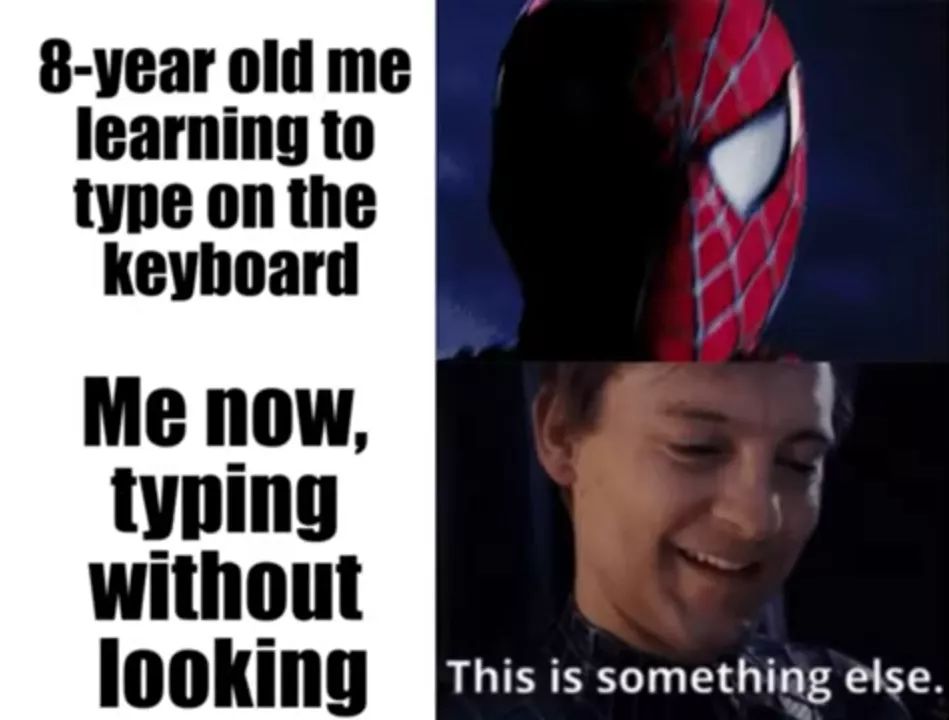 8-year old me
learning to
type on the
keyboard
Me now,
typing
without
looking
This is something else.